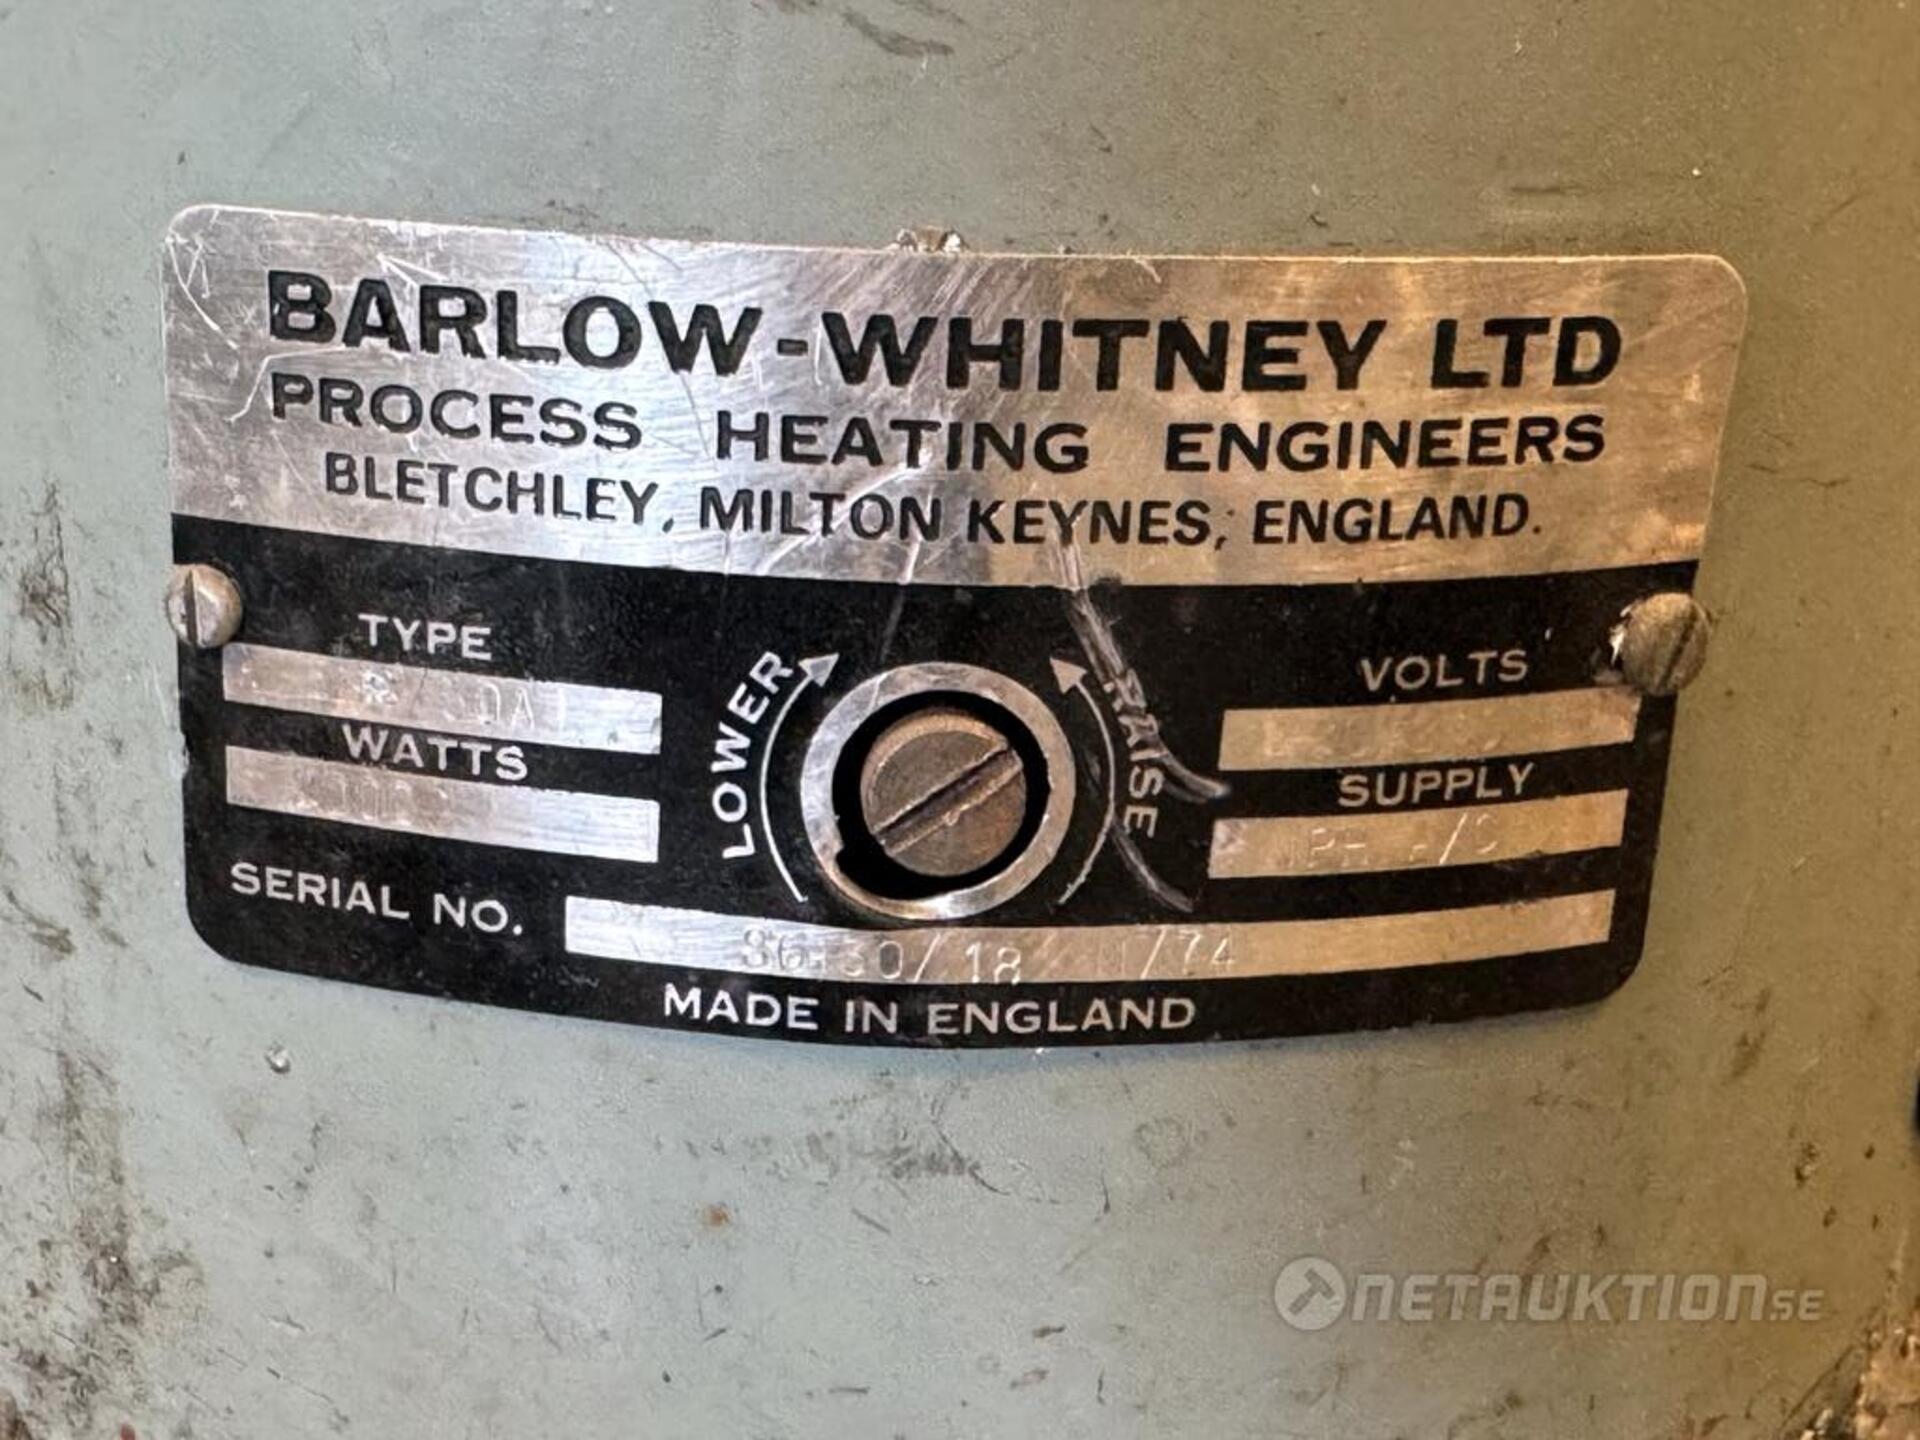 BARLOW-WHITNEY LTD
PROCESS HEATING ENGINEERS
BLETCHLEY, MILTON KEYNES, ENGLAND.
TYPE
WATTS
LOWER
RAISE
VOLTS
SUPPLY
SERIAL NO.
MADE IN ENGLAND
NETAUKTION.SE